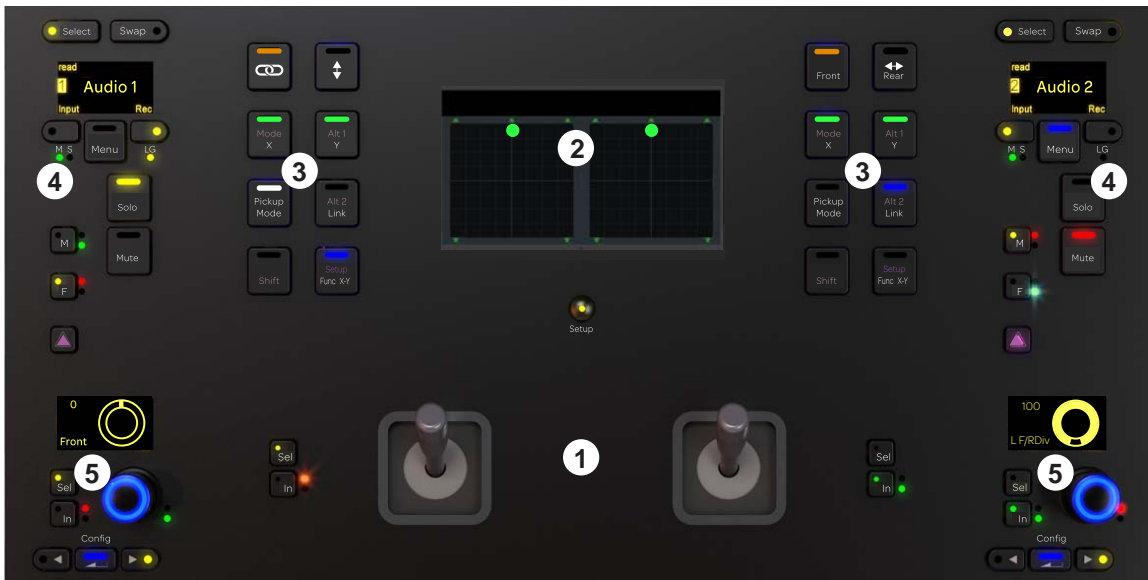 Select Swap
read
1 Audio 1
Input Rec
M S Menu LG
4
Solo
M
Mute
F
0
Front
5
Sel
In
Config
Mode X
Alt 1 Y
3
Pickup Mode
Alt 2 Link
Shift
Setup Func X-Y
2
Setup
Sel
In
1
Sel
In
Front
Rear
Mode X
Alt 1 Y
3
Pickup Mode
Alt 2 Link
Shift
Setup Func X-Y
Select Swap
read
2 Audio 2
Input Rec
M S Menu LG
4
Solo
M
Mute
F
100
L F/RDiv
5
Sel
In
Config